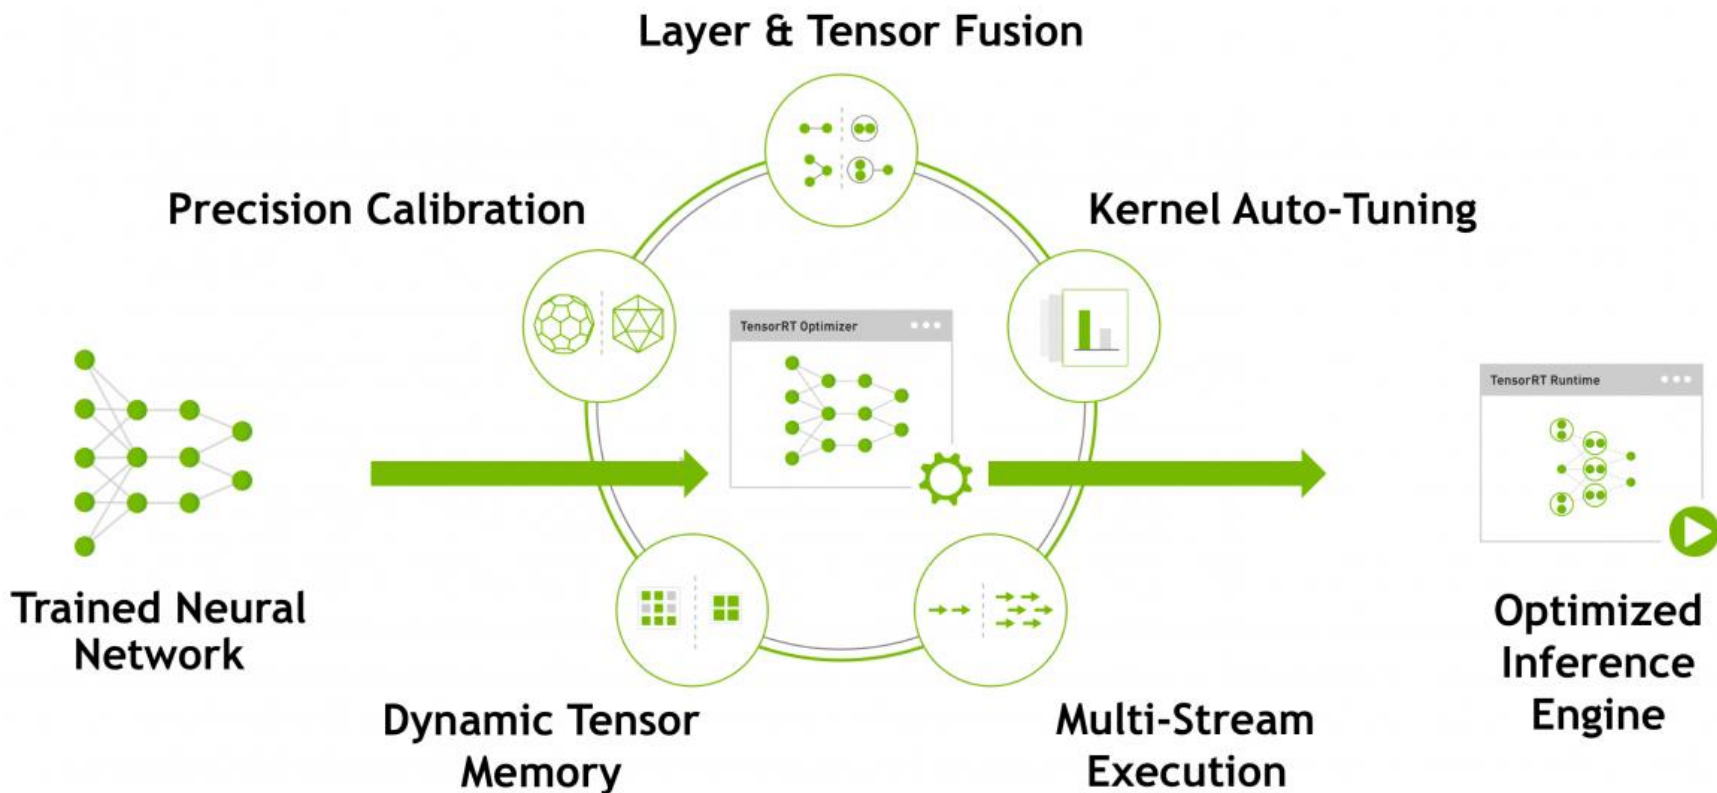 Layer & Tensor Fusion
Precision Calibration
Kernel Auto-Tuning
TensorRT Optimizer
TensorRT Runtime
Trained Neural
Network
Optimized
Inference
Engine
Dynamic Tensor
Memory
Multi-Stream
Execution